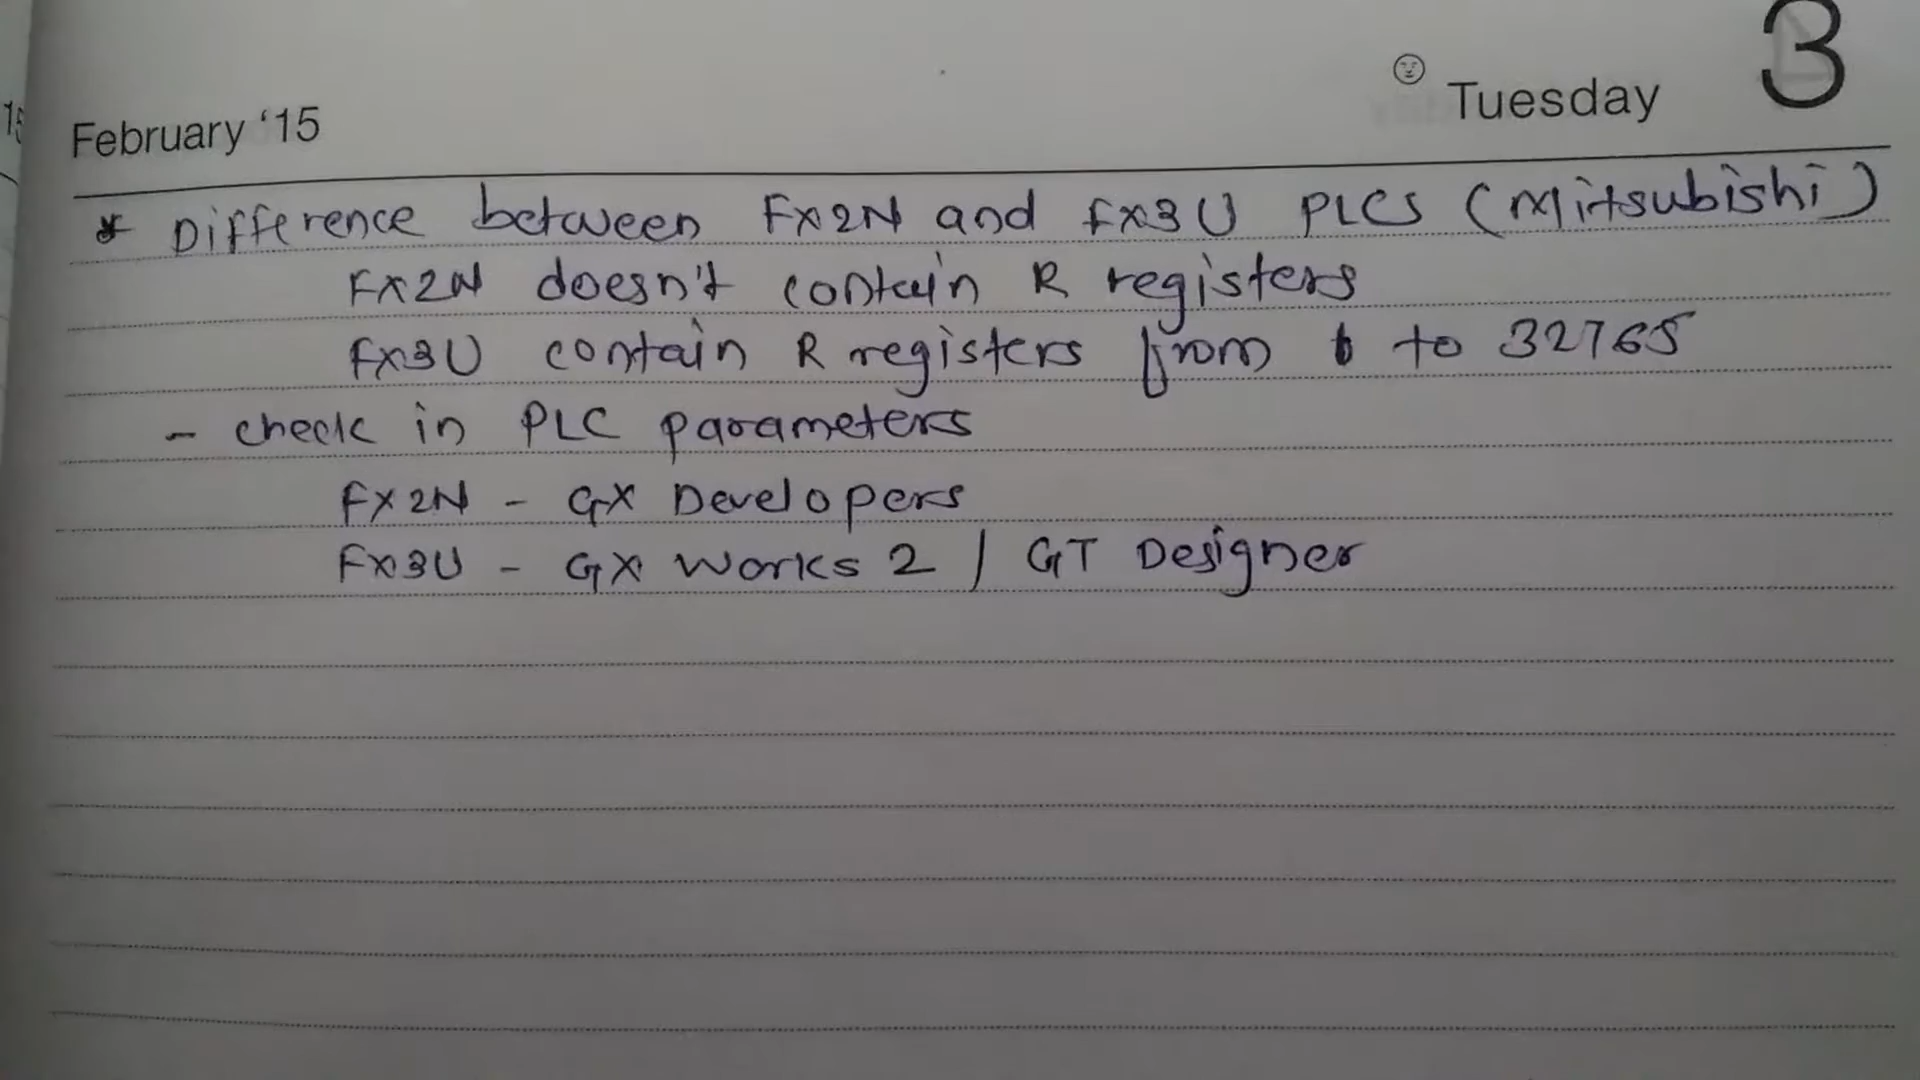 February '15
Tuesday 3
* Difference between FX2N and FX3U PLCS (Mitsubishi)
FX2N doesn't contain R registers
FX3U contain R registers from to 32765
- check in PLC parameters
FX2N - GX Developers
FX3U - GX Works 2 / GT Designer